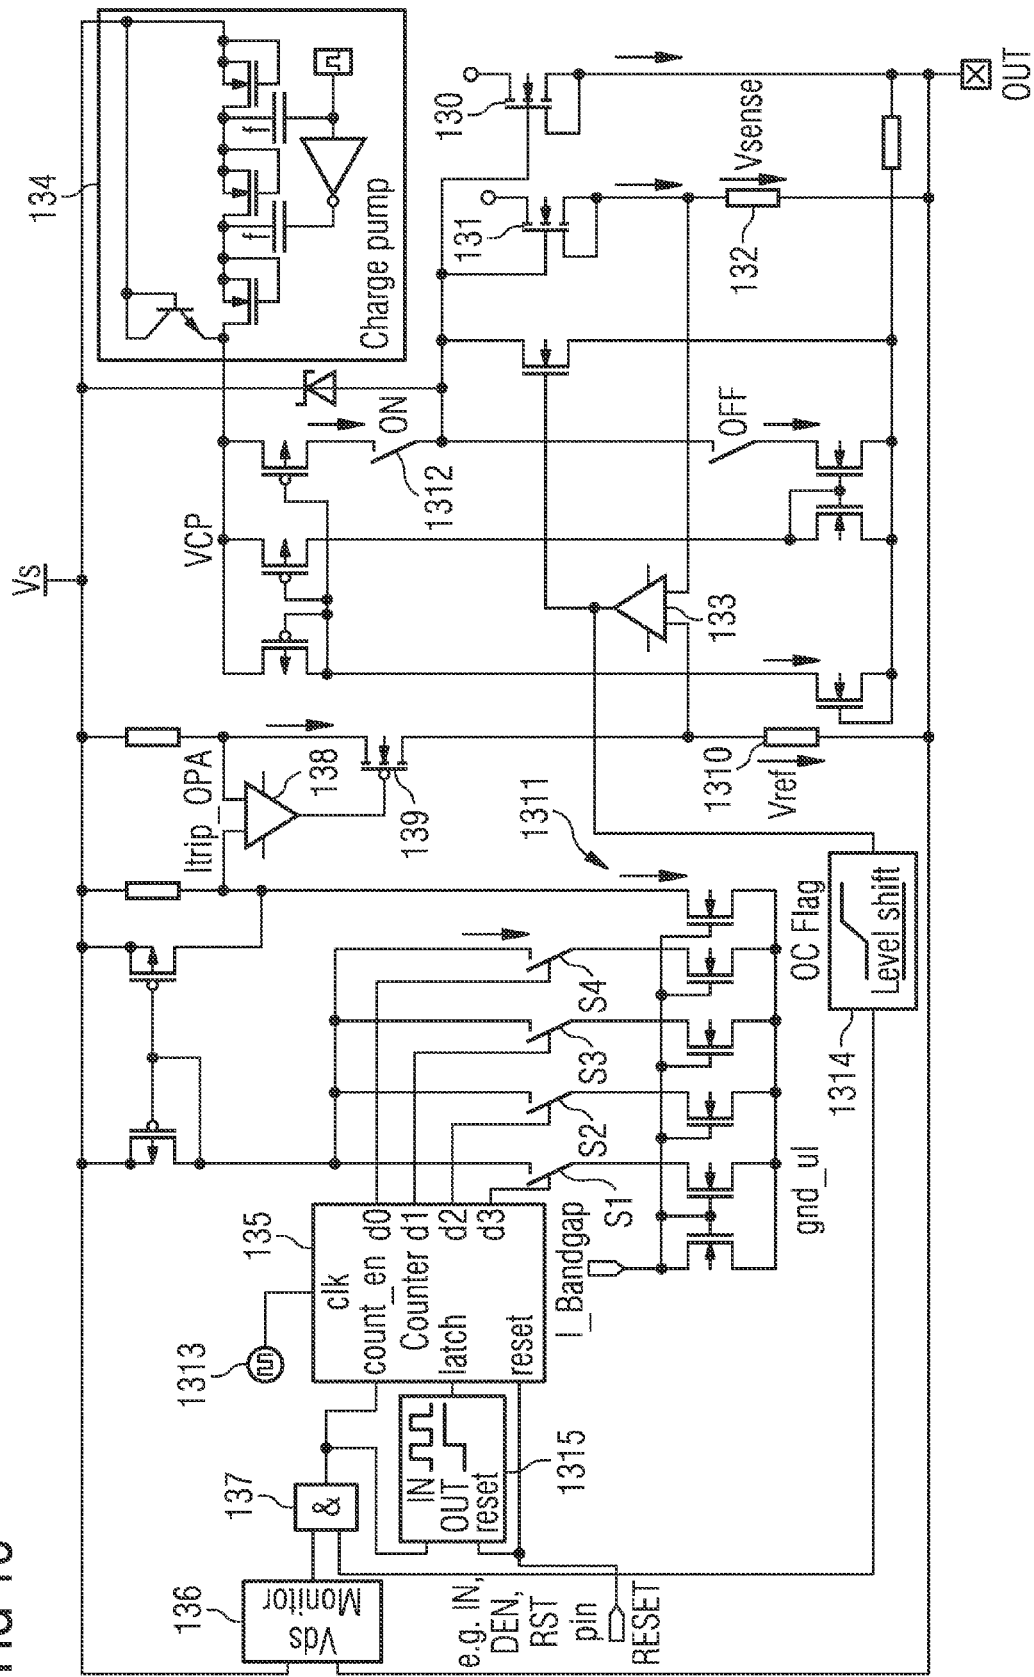 134
Charge pump
130
131
Vsense
132
OUT
Vs
VCP
ON
1312
OFF
133
Itrip_OPA
138
139
1310
Vref
1311
OC Flag
Level shift
1314
S4
S3
S2
S1
gnd_ul
I_Bandgap
135
clk
count_en
Counter
latch
reset
d0
d1
d2
d3
1313
137
&
IN
OUT
reset
1315
136
Vds
Monitor
e.g. IN,
DEN,
RST
pin
RESET